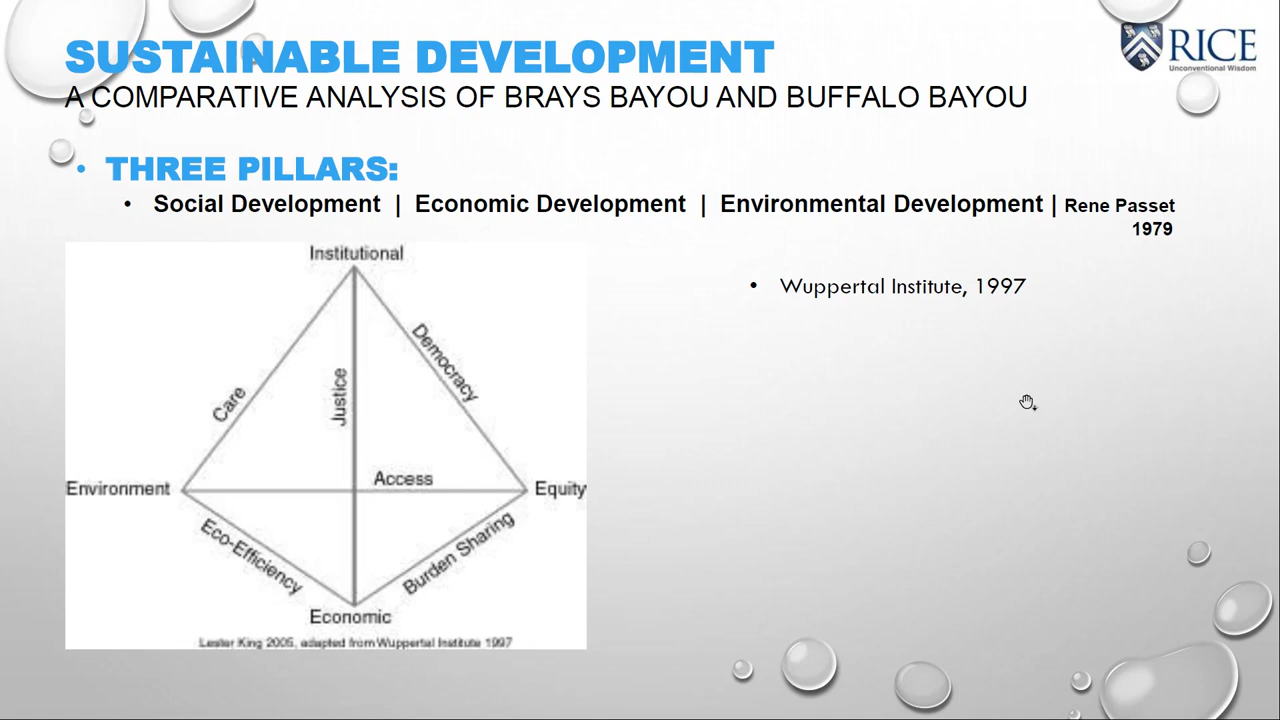 SUSTAINABLE DEVELOPMENT
A COMPARATIVE ANALYSIS OF BRAYS BAYOU AND BUFFALO BAYOU
RICE
Unconventional Wisdom
• THREE PILLARS:
• Social Development | Economic Development | Environmental Development | Rene Passet
1979
• Wuppertal Institute, 1997
Institutional
Care
Justice
Democracy
Access
Environment
Equity
Eco-Efficiency
Burden Sharing
Economic
Lester King 2005, adapted from Wuppertal Institute 1997